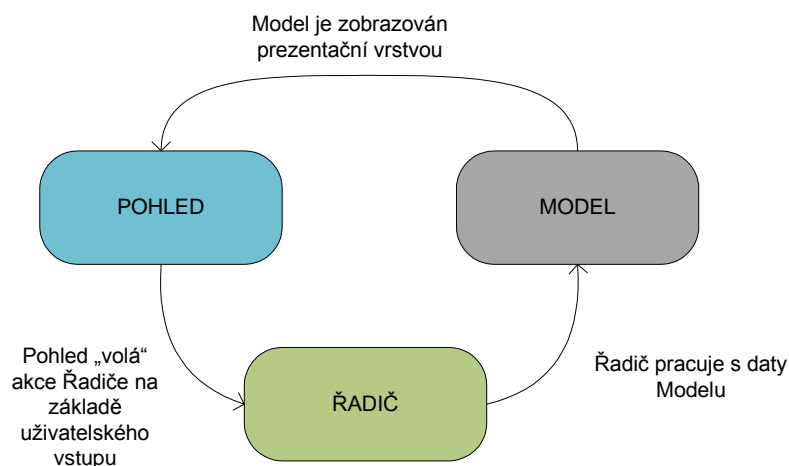 Model je zobrazován
prezentační vrstvou
POHLED
MODEL
Pohled „volá“
akce Řadiče na
základě
uživatelského
vstupu
ŘADIČ
Řadič pracuje s daty
Modelu